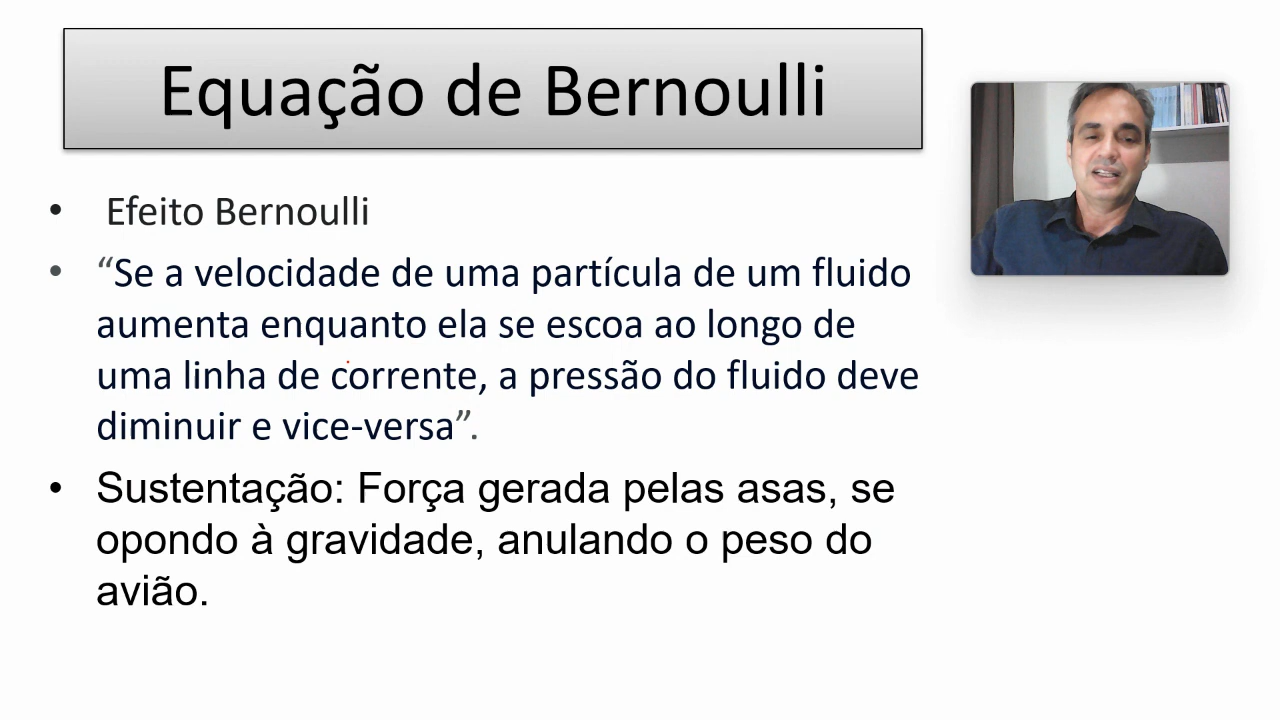 Equação de Bernoulli
• Efeito Bernoulli
• “Se a velocidade de uma partícula de um fluido
aumenta enquanto ela se escoa ao longo de
uma linha de corrente, a pressão do fluido deve
diminuir e vice-versa”.
• Sustentação: Força gerada pelas asas, se
opondo à gravidade, anulando o peso do
avião.